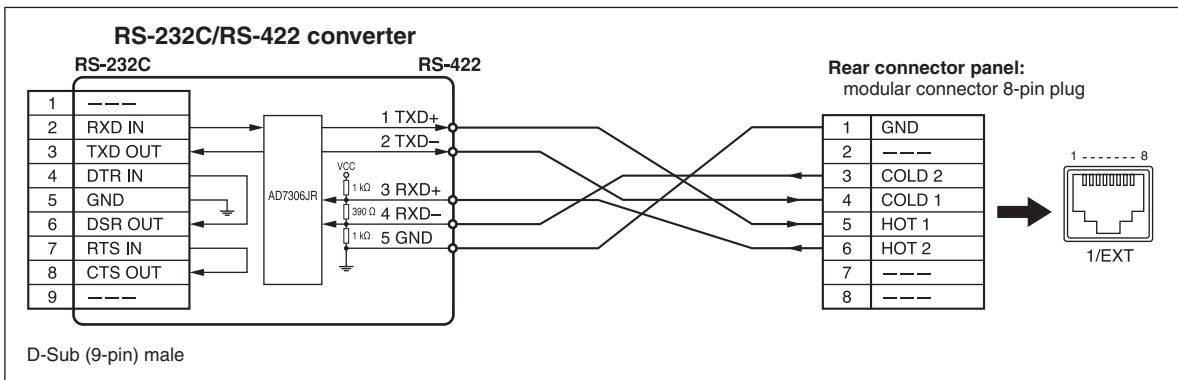 RS-232C/RS-422 converter
RS-232C
RS-422
1 ———
2 RXD IN
3 TXD OUT
4 DTR IN
5 GND
6 DSR OUT
7 RTS IN
8 CTS OUT
9 ———
AD7306JR
VCC
1 kΩ
390 Ω
1 kΩ
1 TXD+
2 TXD–
3 RXD+
4 RXD–
5 GND
Rear connector panel:
modular connector 8-pin plug
1 GND
2 ———
3 COLD 2
4 COLD 1
5 HOT 1
6 HOT 2
7 ———
8 ———
1 ------- 8
1/EXT
D-Sub (9-pin) male